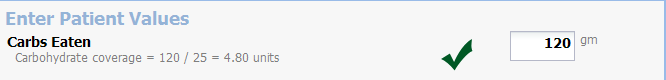 Enter Patient Values
Carbs Eaten
120 gm
Carbohydrate coverage = 120 / 25 = 4.80 units